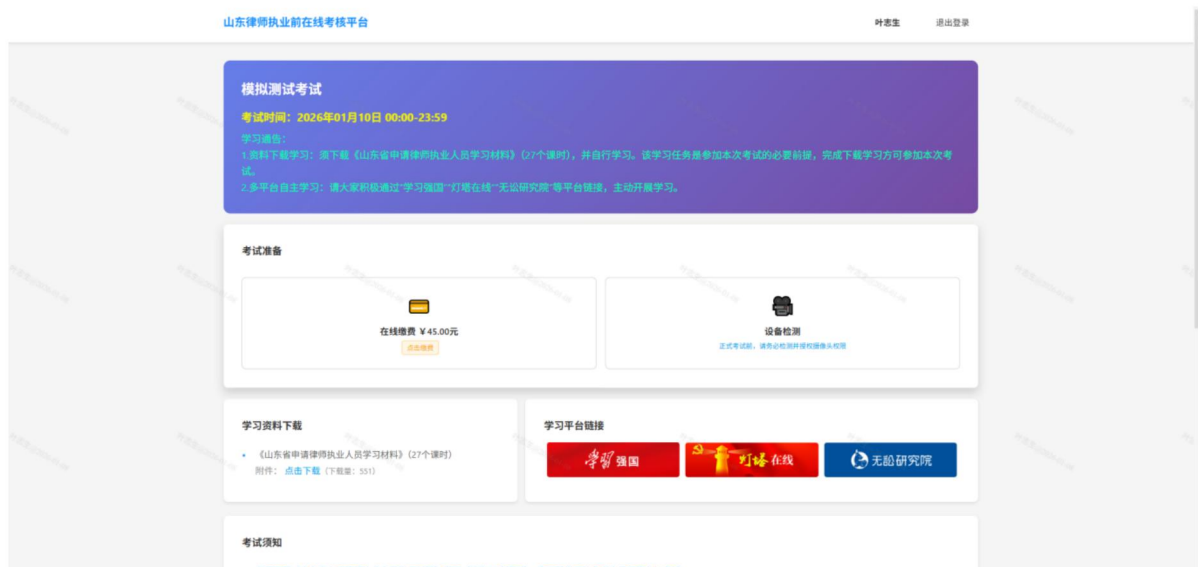 山东律师执业前在线考核平台
叶志生
退出登录
模拟测试考试
考试时间：2026年01月10日 00:00-23:59
学习通告：
1.资料下载学习：须下载《山东省申请律师执业人员学习材料》（27个课时），并自行学习。该学习任务是参加本次考试的必要前提，完成下载学习方可参加本次考
试。
2.多平台自主学习：请大家积极通过“学习强国”“灯塔在线”“无讼研究院”等平台链接，主动开展学习。
考试准备
在线缴费 ￥45.00元
点击缴费
设备检测
正式考试前，请务必检测并授权摄像头权限
学习资料下载
《山东省申请律师执业人员学习材料》（27个课时）
附件： 点击下载（下载量：551）
学习平台链接
学习强国
灯塔在线
无讼研究院
考试须知